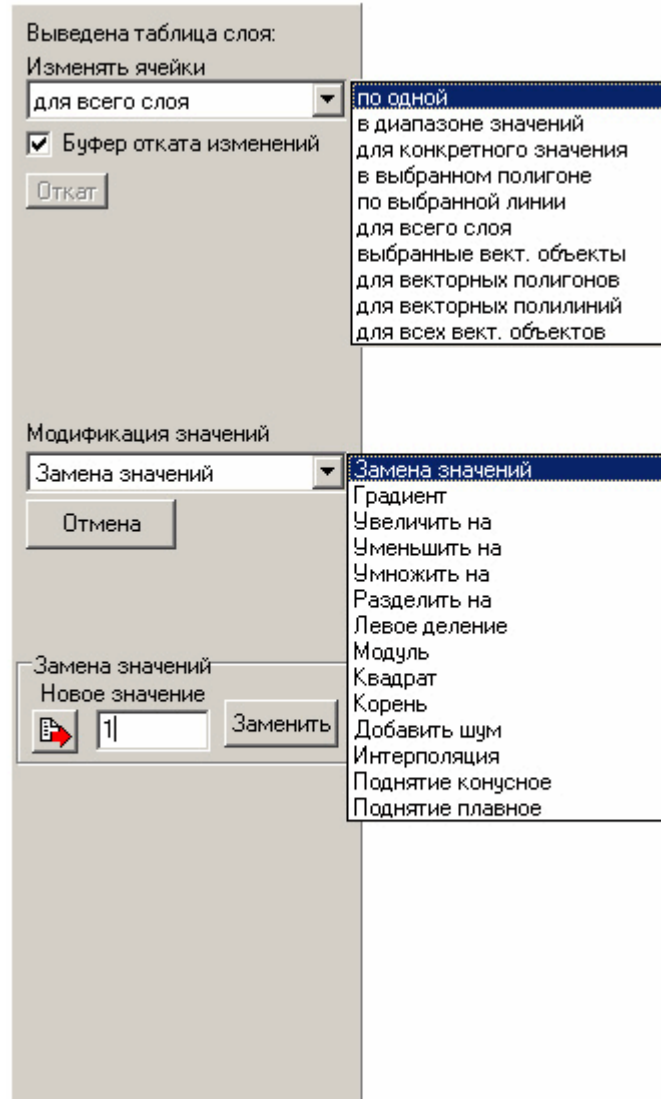 Выведена таблица слоя:
Изменять ячейки
для всего слоя
по одной
в диапазоне значений
для конкретного значения
в выбранном полигоне
по выбранной линии
для всего слоя
выбранные вект. объекты
для векторных полигонов
для векторных полилиний
для всех вект. объектов
Буфер отката изменений
Откат
Модификация значений
Замена значений
Замена значений
Градиент
Увеличить на
Уменьшить на
Умножить на
Разделить на
Левое деление
Модуль
Квадрат
Корень
Добавить шум
Интерполяция
Поднятие конусное
Поднятие плавное
Отмена
Замена значений
Новое значение
1
Заменить